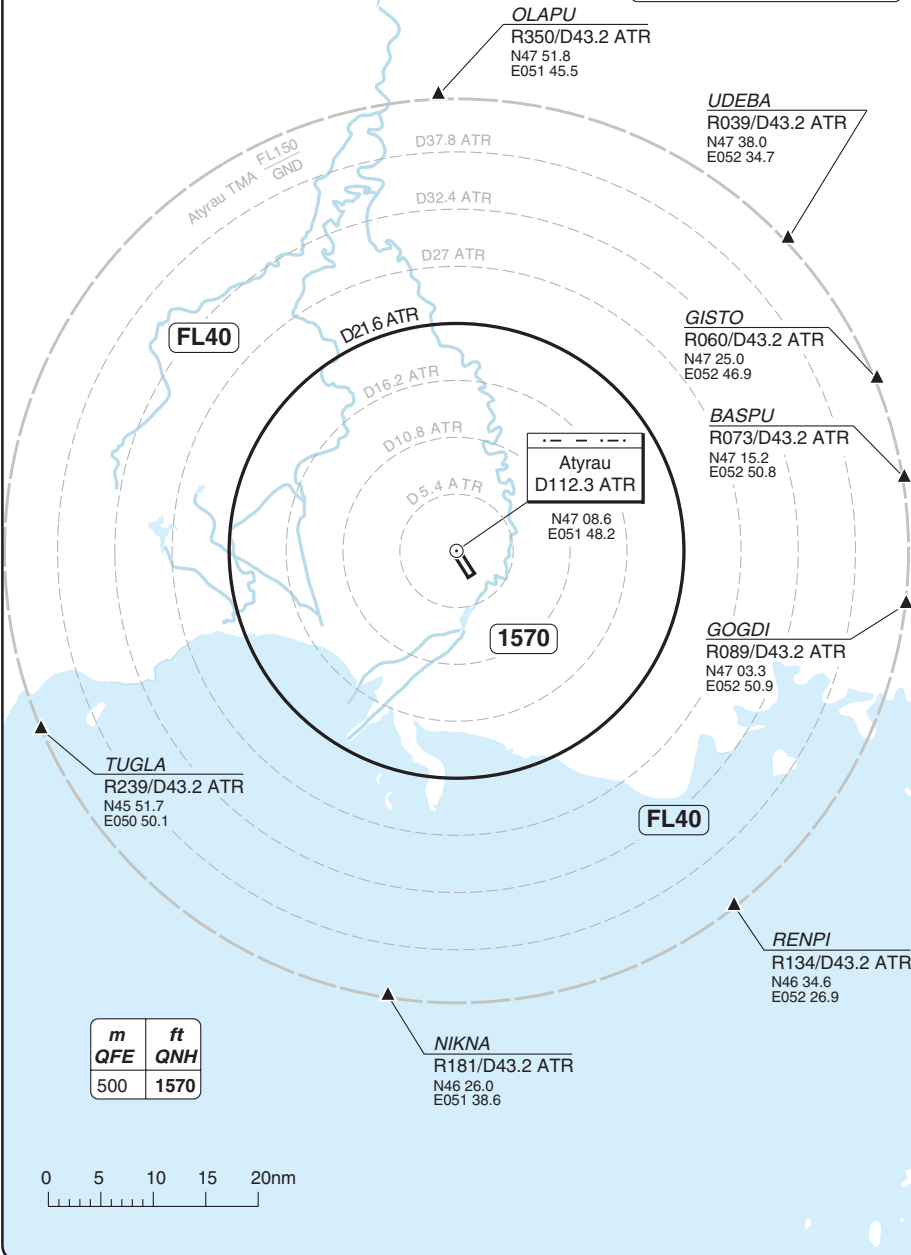 OLAPU
R350/D43.2 ATR
N47 51.8
E051 45.5
UDEBA
R039/D43.2 ATR
N47 38.0
E052 34.7
Atyrau TMA FL150
GND
D37.8 ATR
D32.4 ATR
D27 ATR
D21.6 ATR
FL40
GISTO
R060/D43.2 ATR
N47 25.0
E052 46.9
D16.2 ATR
BASPU
R073/D43.2 ATR
N47 15.2
E052 50.8
D10.8 ATR
·– – ·–·
Atyrau
D112.3 ATR
N47 08.6
E051 48.2
D5.4 ATR
1570
GOGDI
R089/D43.2 ATR
N47 03.3
E052 50.9
TUGLA
R239/D43.2 ATR
N45 51.7
E050 50.1
FL40
RENPI
R134/D43.2 ATR
N46 34.6
E052 26.9
NIKNA
R181/D43.2 ATR
N46 26.0
E051 38.6
m ft
QFE QNH
500 1570
0 5 10 15 20nm